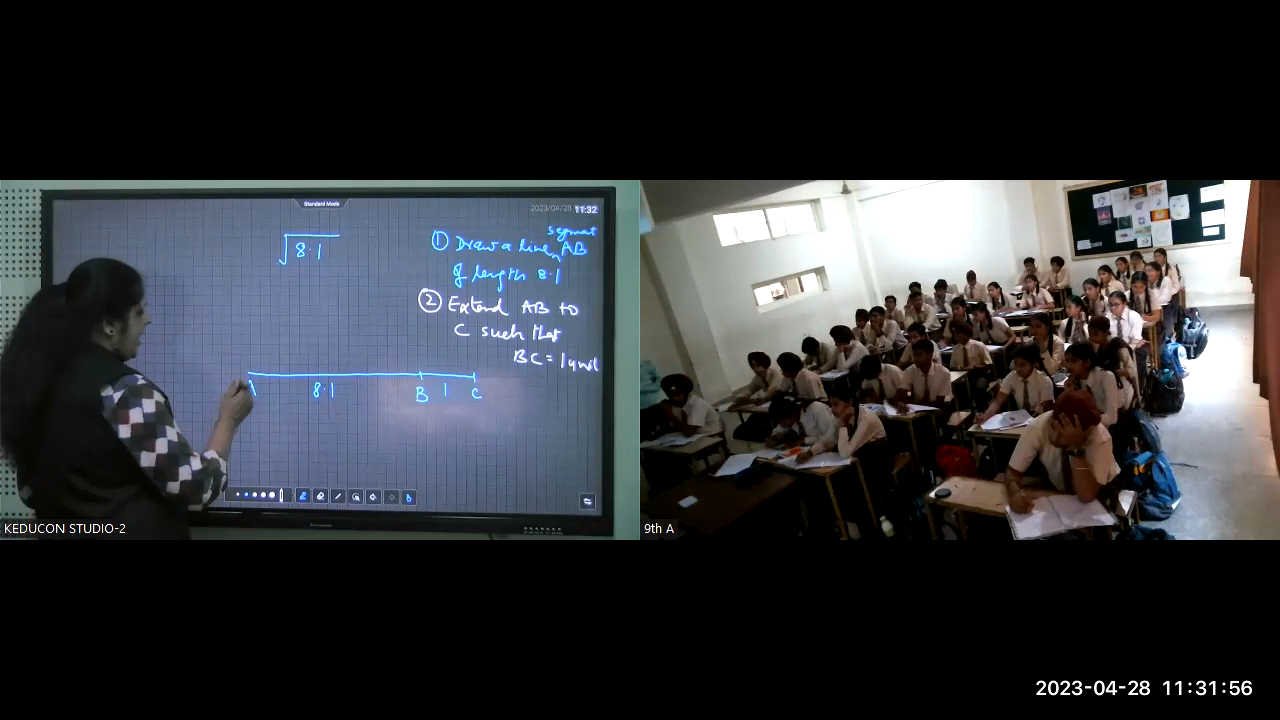 Standard Mode
2023/04/28 11:32
√8.1
① Draw a line segment AB
of length 8.1
② Extend AB to
C such that
BC = 1 unit
A 8.1 B 1 C
KEDUCON STUDIO-2
9th A
2023-04-28 11:31:56